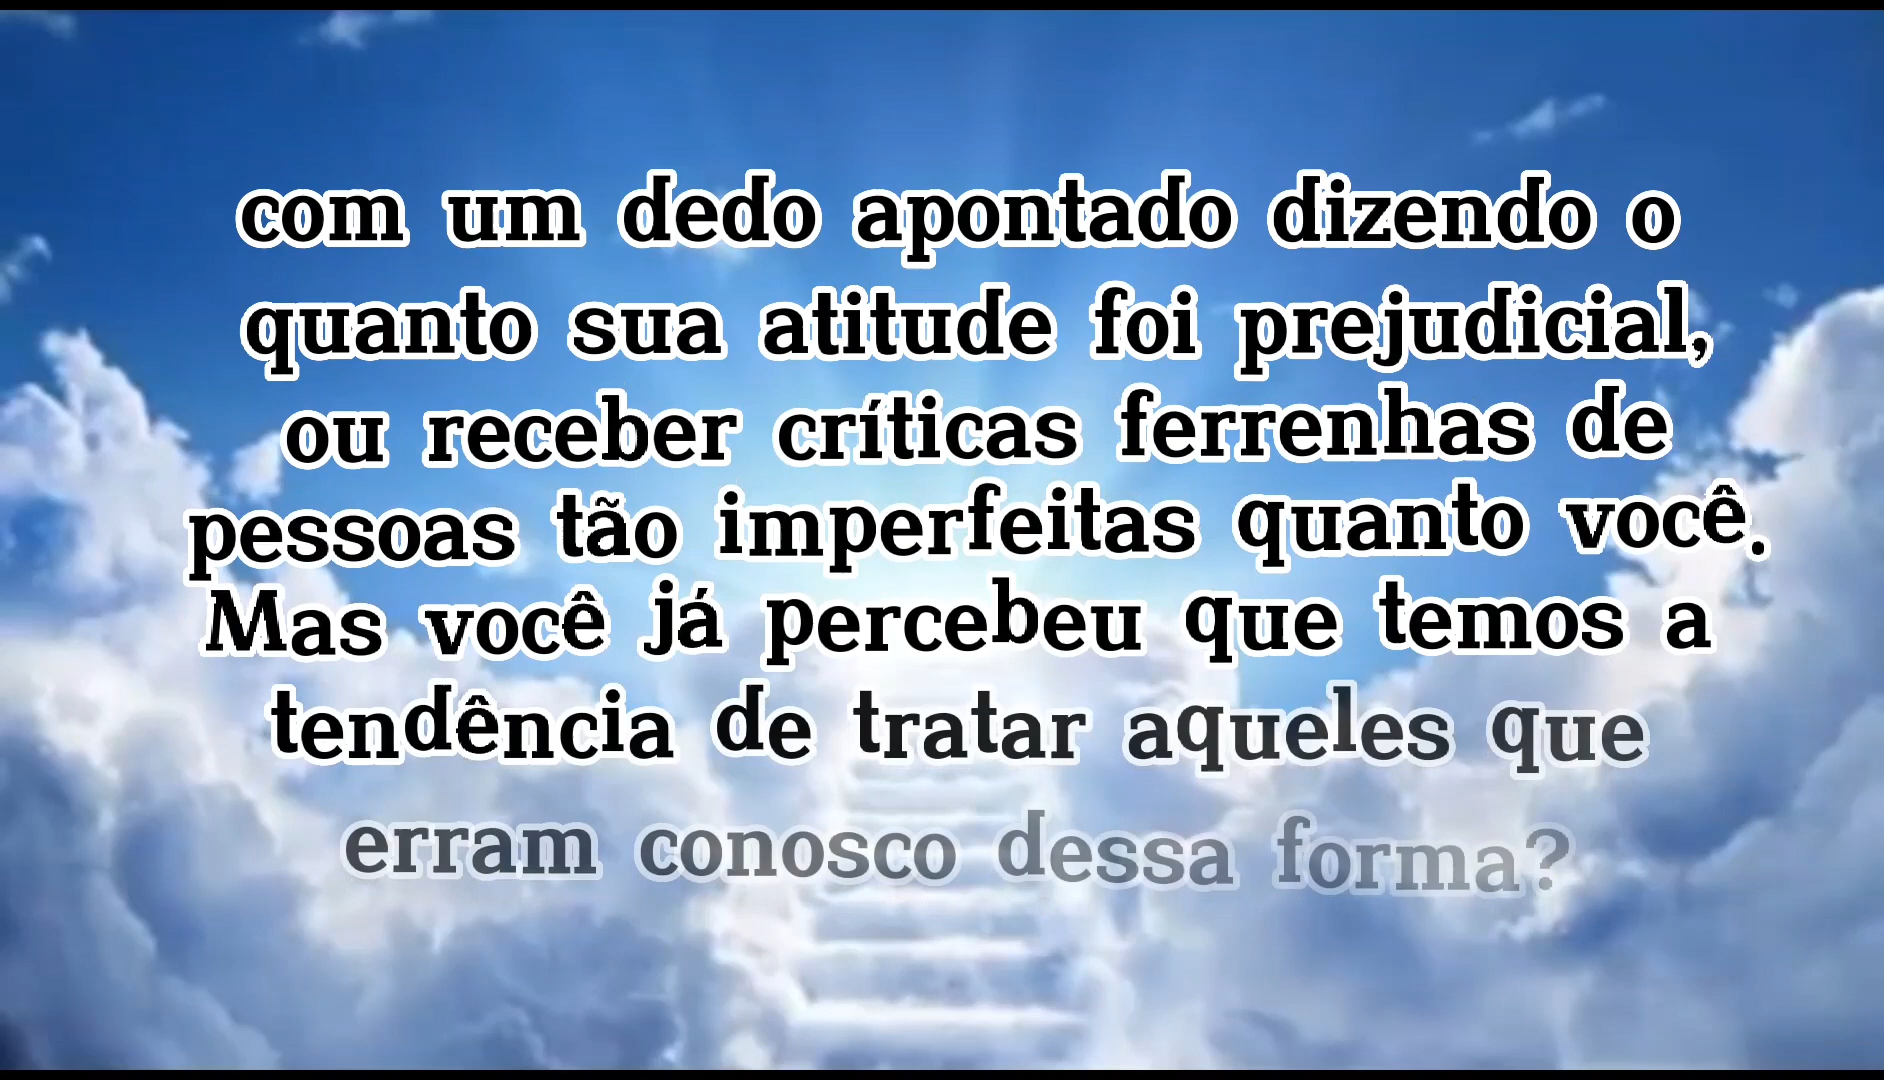 com um dedo apontado dizendo o
quanto sua atitude foi prejudicial,
ou receber críticas ferrenhas de
pessoas tão imperfeitas quanto você.
Mas você já percebeu que temos a
tendência de tratar aqueles que
erram conosco dessa forma?